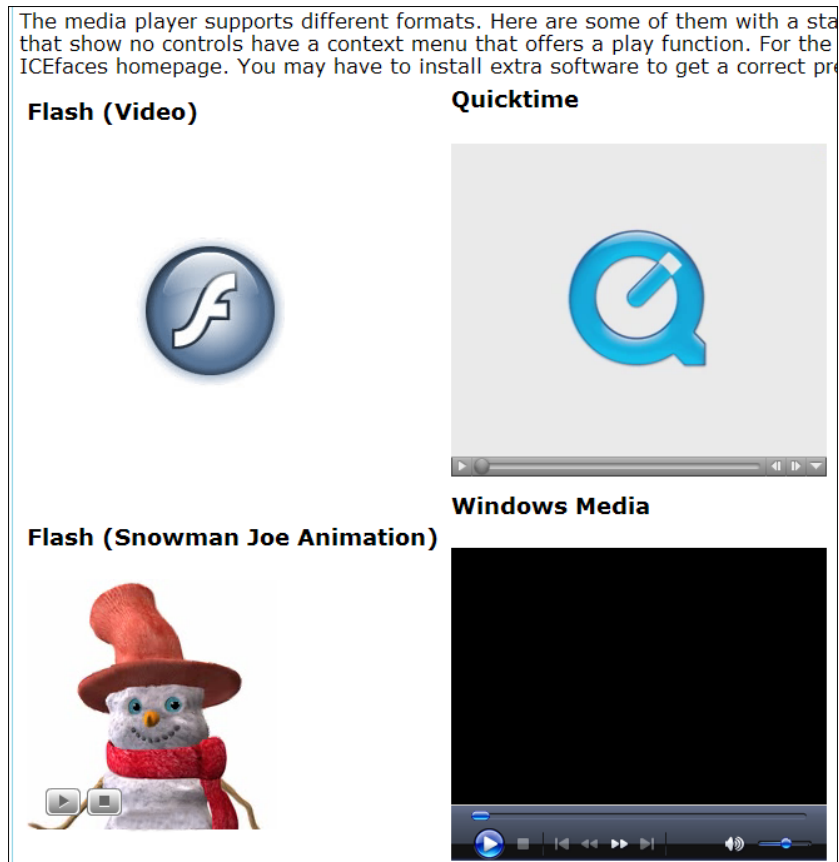 The media player supports different formats. Here are some of them with a
that show no controls have a context menu that offers a play function. For the
ICEfaces homepage. You may have to install extra software to get a correct
Flash (Video)
Quicktime
Windows Media
Flash (Snowman Joe Animation)